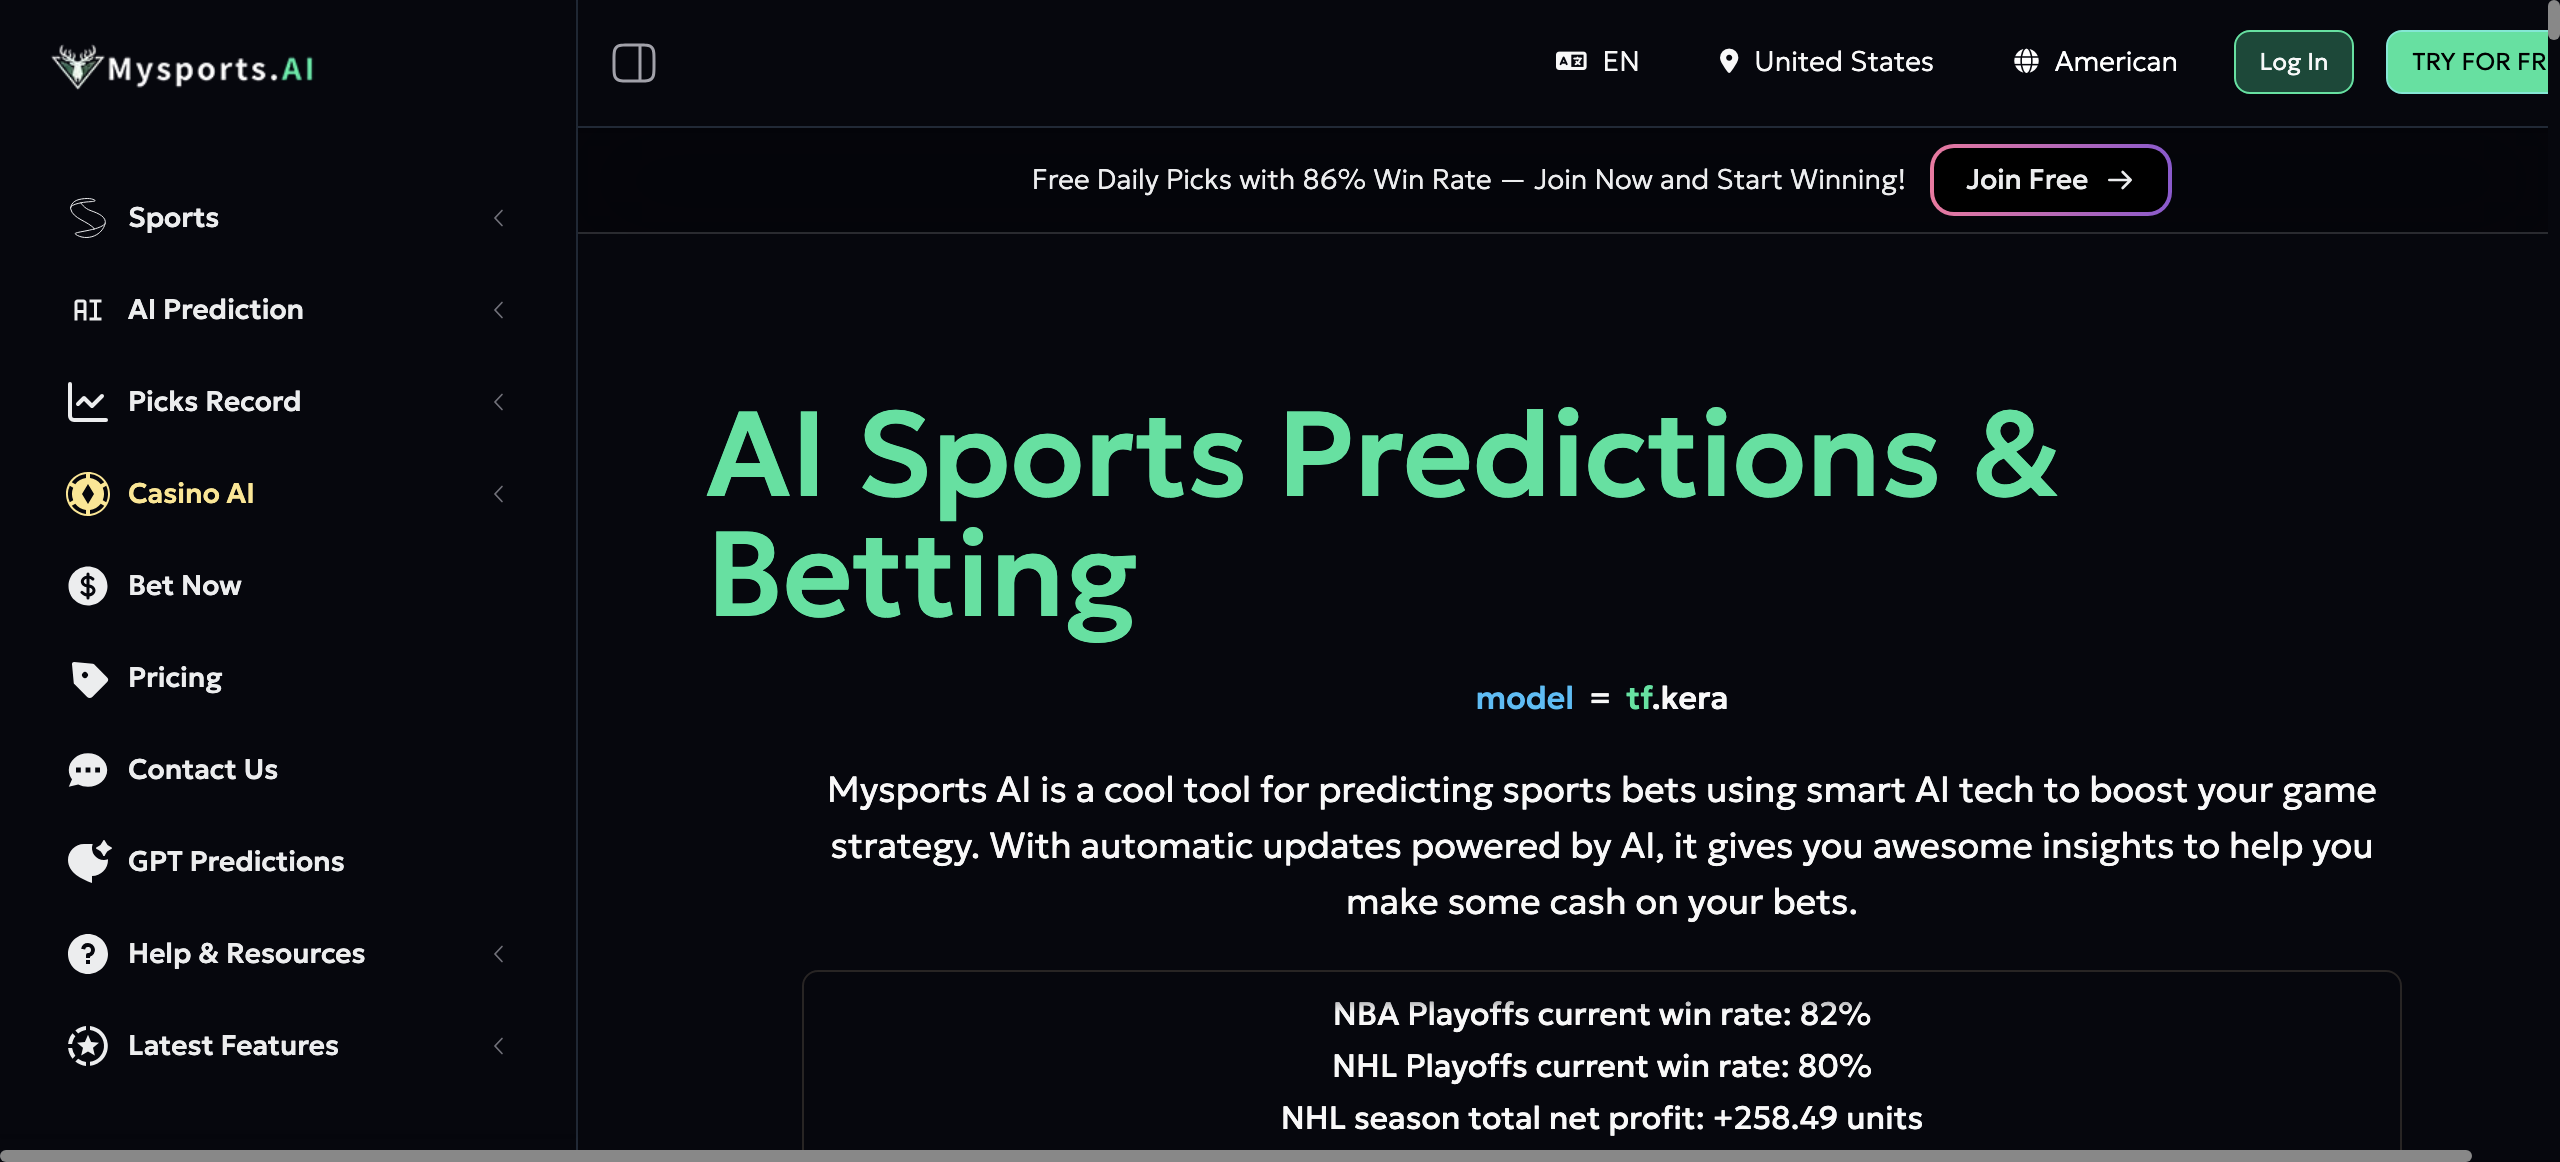 Mysports.AI
Sports
AI Prediction
Picks Record
Casino AI
Bet Now
Pricing
Contact Us
GPT Predictions
Help & Resources
Latest Features
EN
United States
American
Log In
TRY FOR FR
Free Daily Picks with 86% Win Rate — Join Now and Start Winning!
Join Free →
AI Sports Predictions &
Betting
model = tf.kera
Mysports AI is a cool tool for predicting sports bets using smart AI tech to boost your game
strategy. With automatic updates powered by AI, it gives you awesome insights to help you
make some cash on your bets.
NBA Playoffs current win rate: 82%
NHL Playoffs current win rate: 80%
NHL season total net profit: +258.49 units